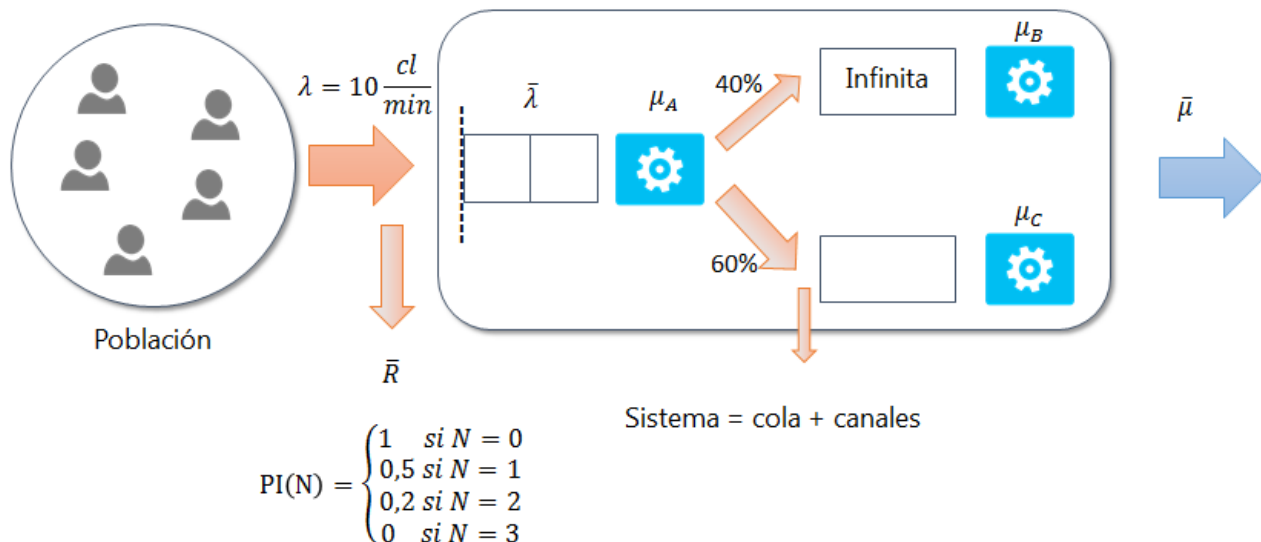 λ = 10 cl/min
λ̄
μ_A
40%
Infinita
μ_B
μ̄
60%
μ_C
Población
R̄
Sistema = cola + canales
PI(N) = {
1 si N = 0
0,5 si N = 1
0,2 si N = 2
0 si N = 3